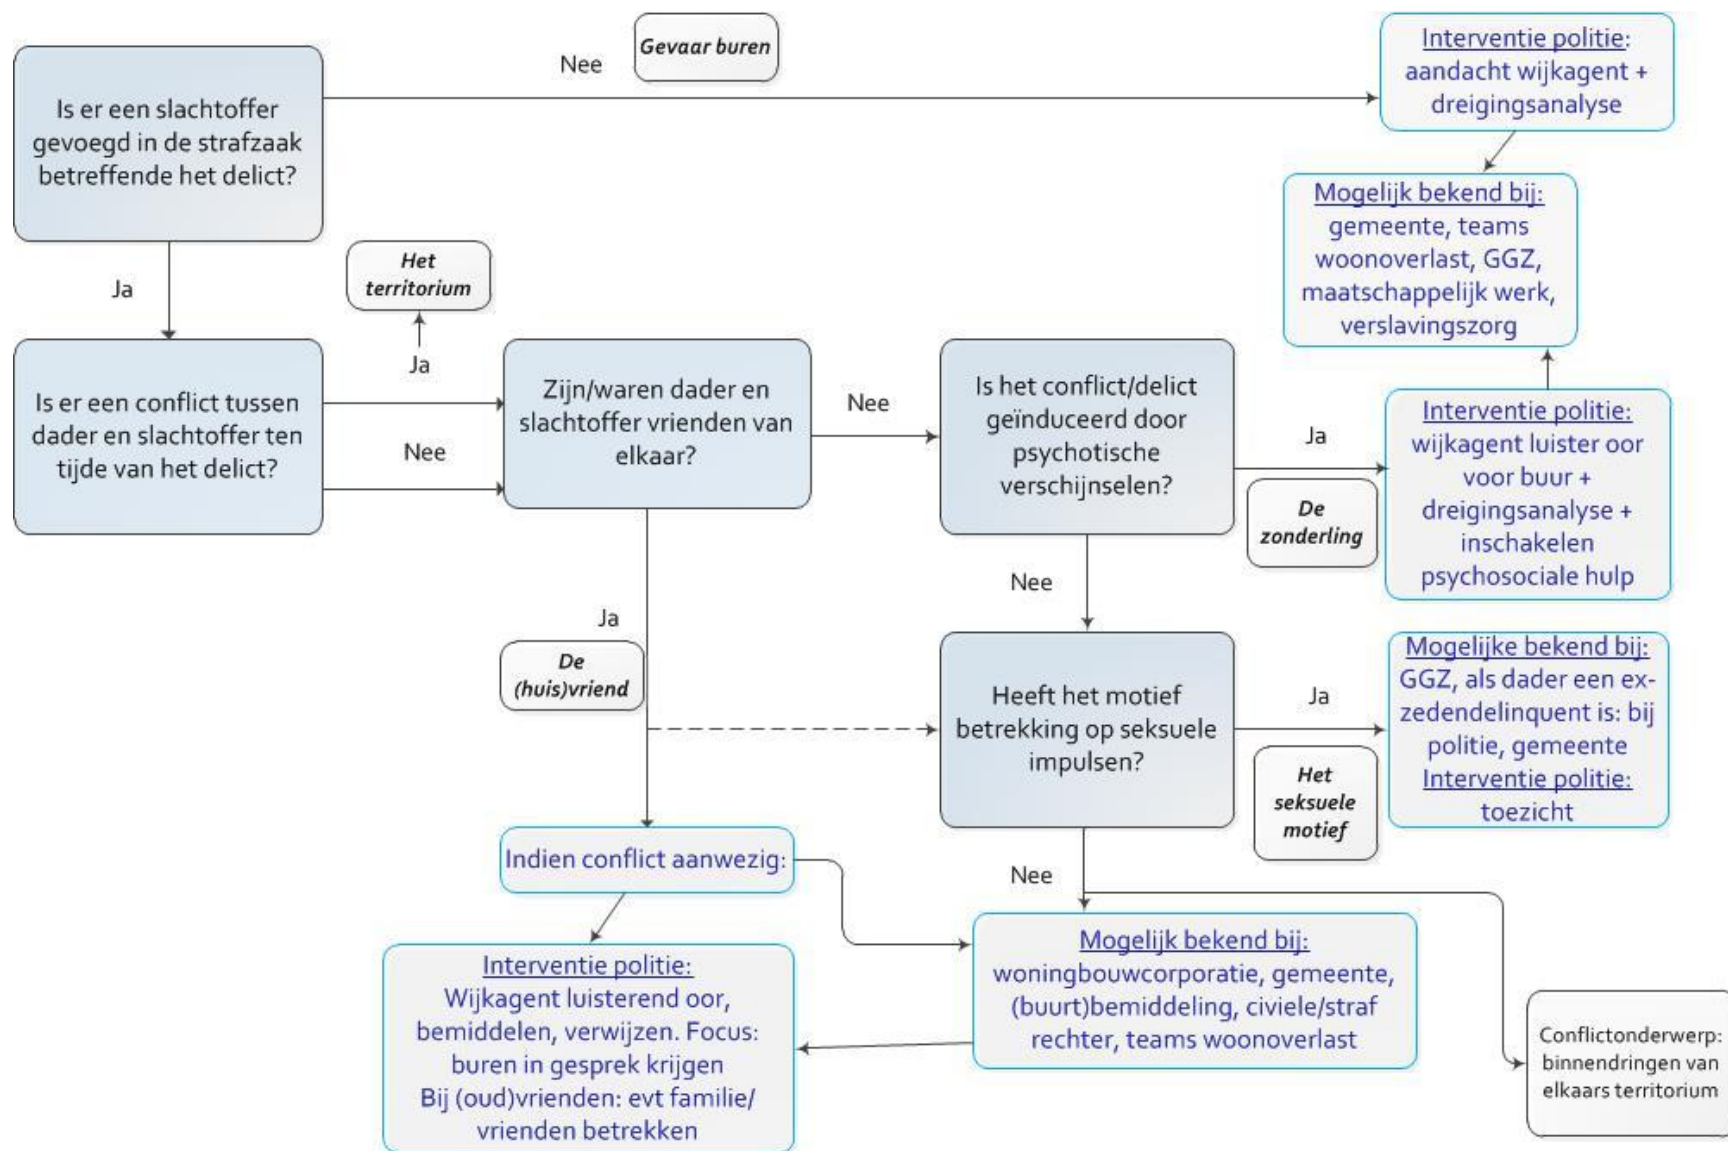 Gevaar buren
Nee
Interventie politie:
aandacht wijkagent +
dreigingsanalyse
Is er een slachtoffer
gevoegd in de strafzaak
betreffende het delict?
Mogelijk bekend bij:
gemeente, teams
woonoverlast, GGZ,
maatschappelijk werk,
verslavingszorg
Ja
Het
territorium
Ja
Is er een conflict tussen
dader en slachtoffer ten
tijde van het delict?
Nee
Zijn/waren dader en
slachtoffer vrienden van
elkaar?
Nee
Is het conflict/delict
geïnduceerd door
psychotische
verschijnselen?
Ja
De
zonderling
Interventie politie:
wijkagent luister oor
voor buur +
dreigingsanalyse +
inschakelen
psychosociale hulp
Nee
Ja
De
(huis)vriend
Heeft het motief
betrekking op seksuele
impulsen?
Ja
Het
seksuele
motief
Mogelijke bekend bij:
GGZ, als dader een ex-
zedendelinquent is: bij
politie, gemeente
Interventie politie:
toezicht
Indien conflict aanwezig:
Nee
Interventie politie:
Wijkagent luisterend oor,
bemiddelen, verwijzen. Focus:
buren in gesprek krijgen
Bij (oud)vrienden: evt familie/
vrienden betrekken
Mogelijk bekend bij:
woningbouwcorporatie, gemeente,
(buurt)bemiddeling, civiele/straf
rechter, teams woonoverlast
Conflictonderwerp:
binnendringen van
elkaars territorium